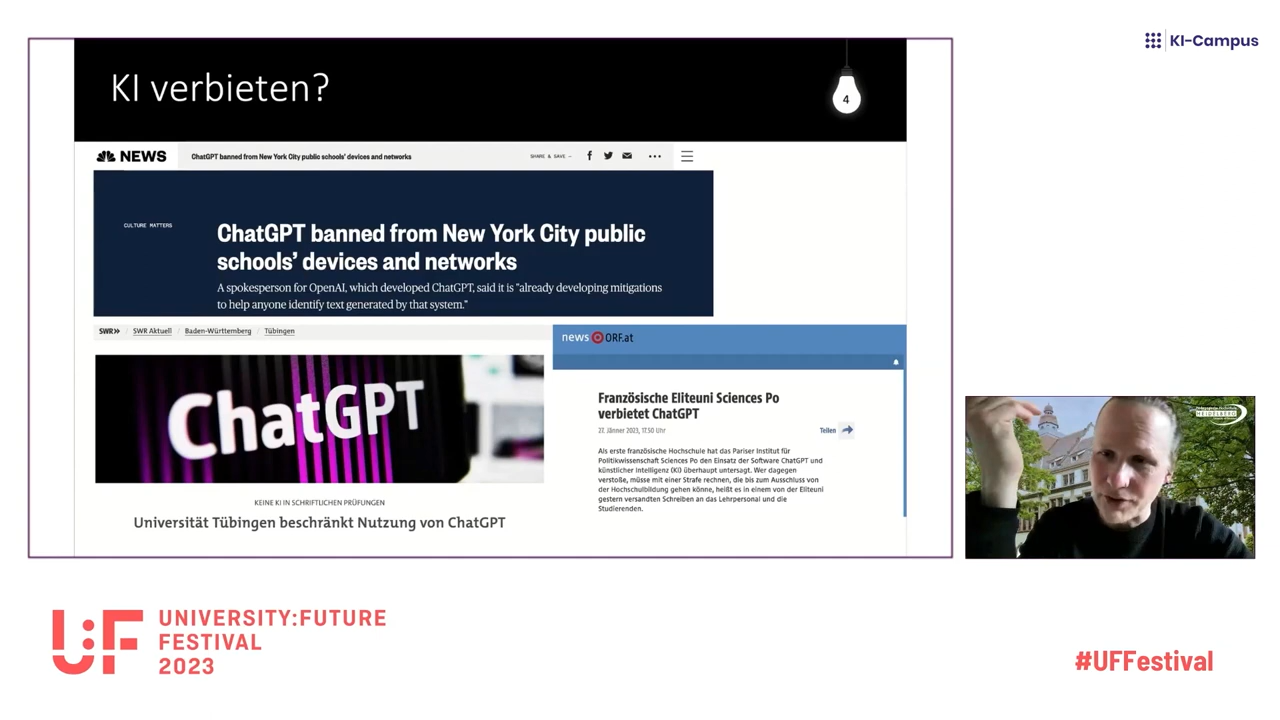 KI-Campus
KI verbieten?
4
NEWS
ChatGPT banned from New York City public schools' devices and networks
SHARE & SAVE —
CULTURE MATTERS
ChatGPT banned from New York City public
schools' devices and networks
A spokesperson for OpenAI, which developed ChatGPT, said it is "already developing mitigations
to help anyone identify text generated by that system."
SWR» / SWR Aktuell / Baden-Württemberg / Tübingen
ChatGPT
KEINE KI IN SCHRIFTLICHEN PRÜFUNGEN
Universität Tübingen beschränkt Nutzung von ChatGPT
news ORF.at
Französische Eliteuni Sciences Po
verbietet ChatGPT
27. Jänner 2023, 17.50 Uhr
Teilen
Als erste französische Hochschule hat das Pariser Institut für
Politikwissenschaft Sciences Po den Einsatz der Software ChatGPT und
künstlicher Intelligenz (KI) überhaupt untersagt. Wer dagegen
verstoße, müsse mit einer Strafe rechnen, die bis zum Ausschluss von
der Hochschulbildung gehen könne, heißt es in einem von der Eliteuni
gestern versandten Schreiben an das Lehrpersonal und die
Studierenden.
HEIDELBERG
U:F
UNIVERSITY:FUTURE
FESTIVAL
2023
#UFFestival